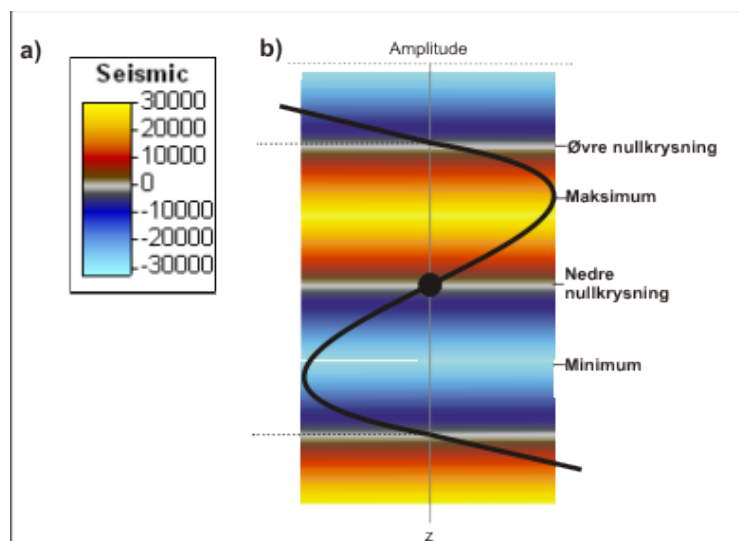 a)
Seismic
30000
20000
10000
0
-10000
-20000
-30000
b)
Amplitude
Øvre nullkrysning
Maksimum
Nedre
nullkrysning
Minimum
z